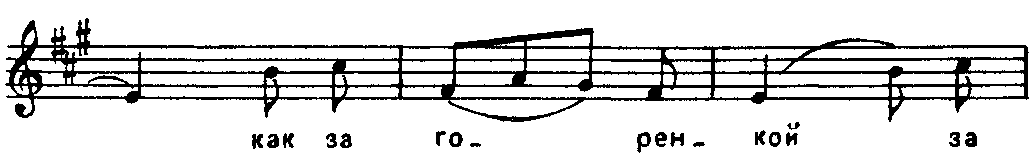 как за го- рен- кой за